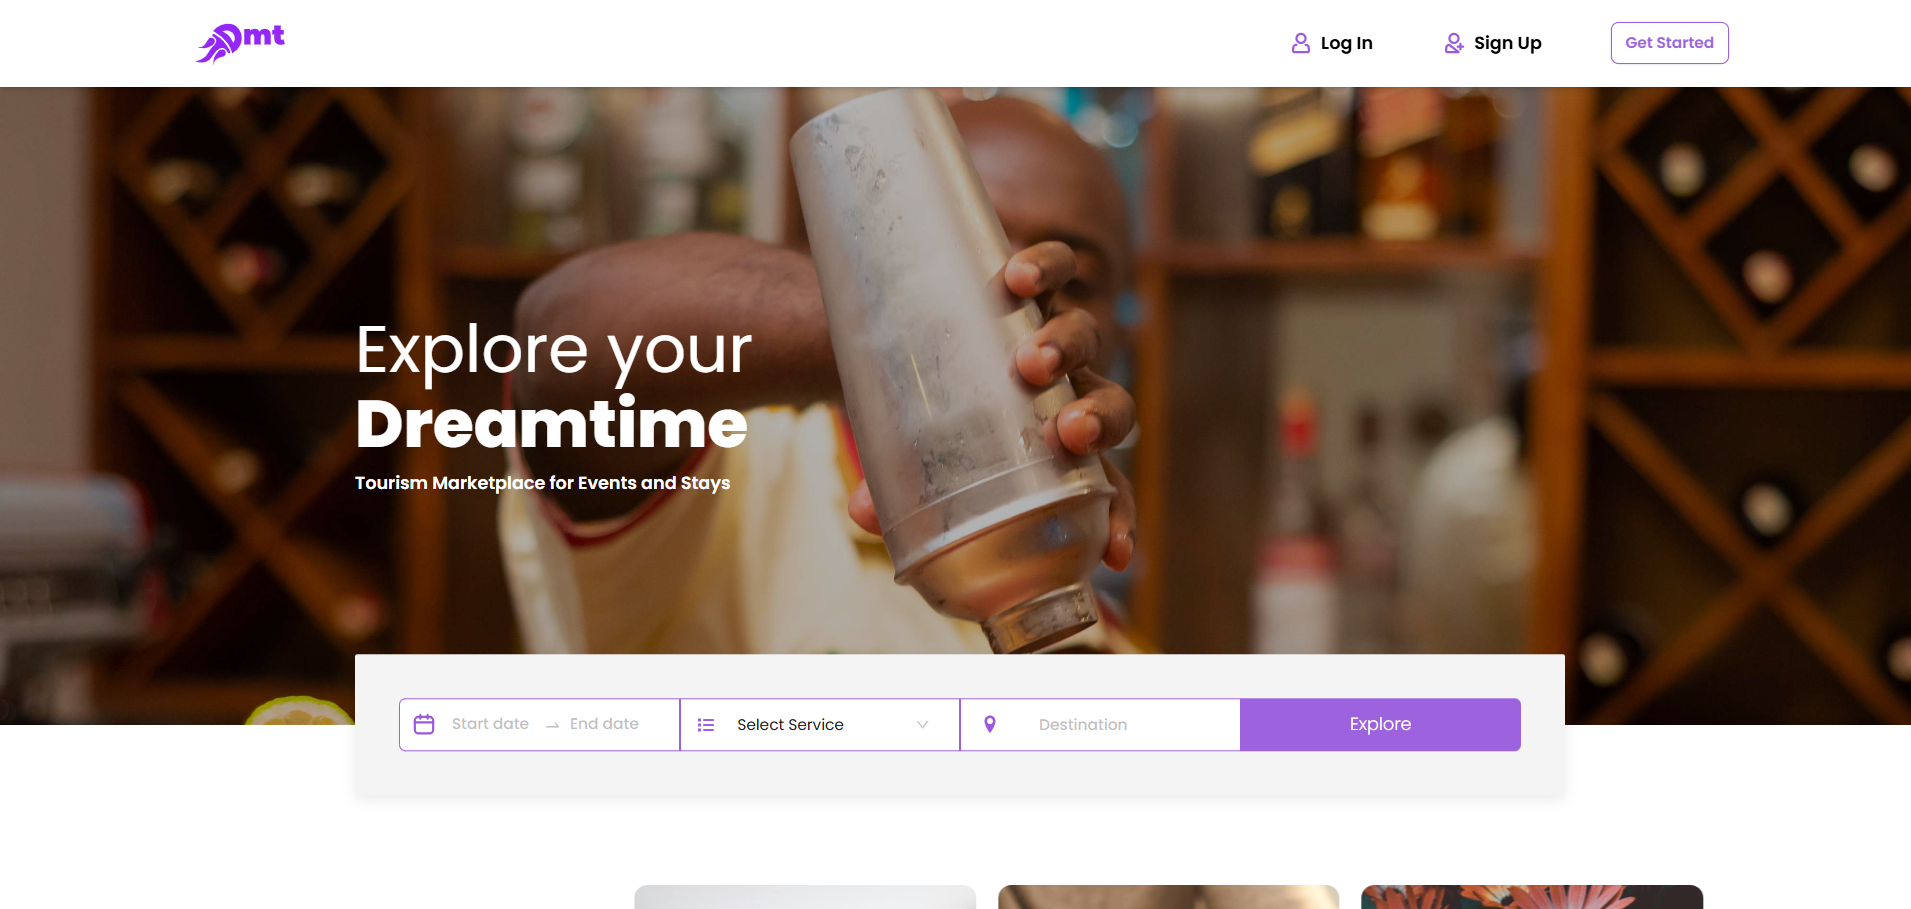 Dmt
Log In
Sign Up
Get Started
Explore your
Dreamtime
Tourism Marketplace for Events and Stays
Start date → End date
Select Service
Destination
Explore